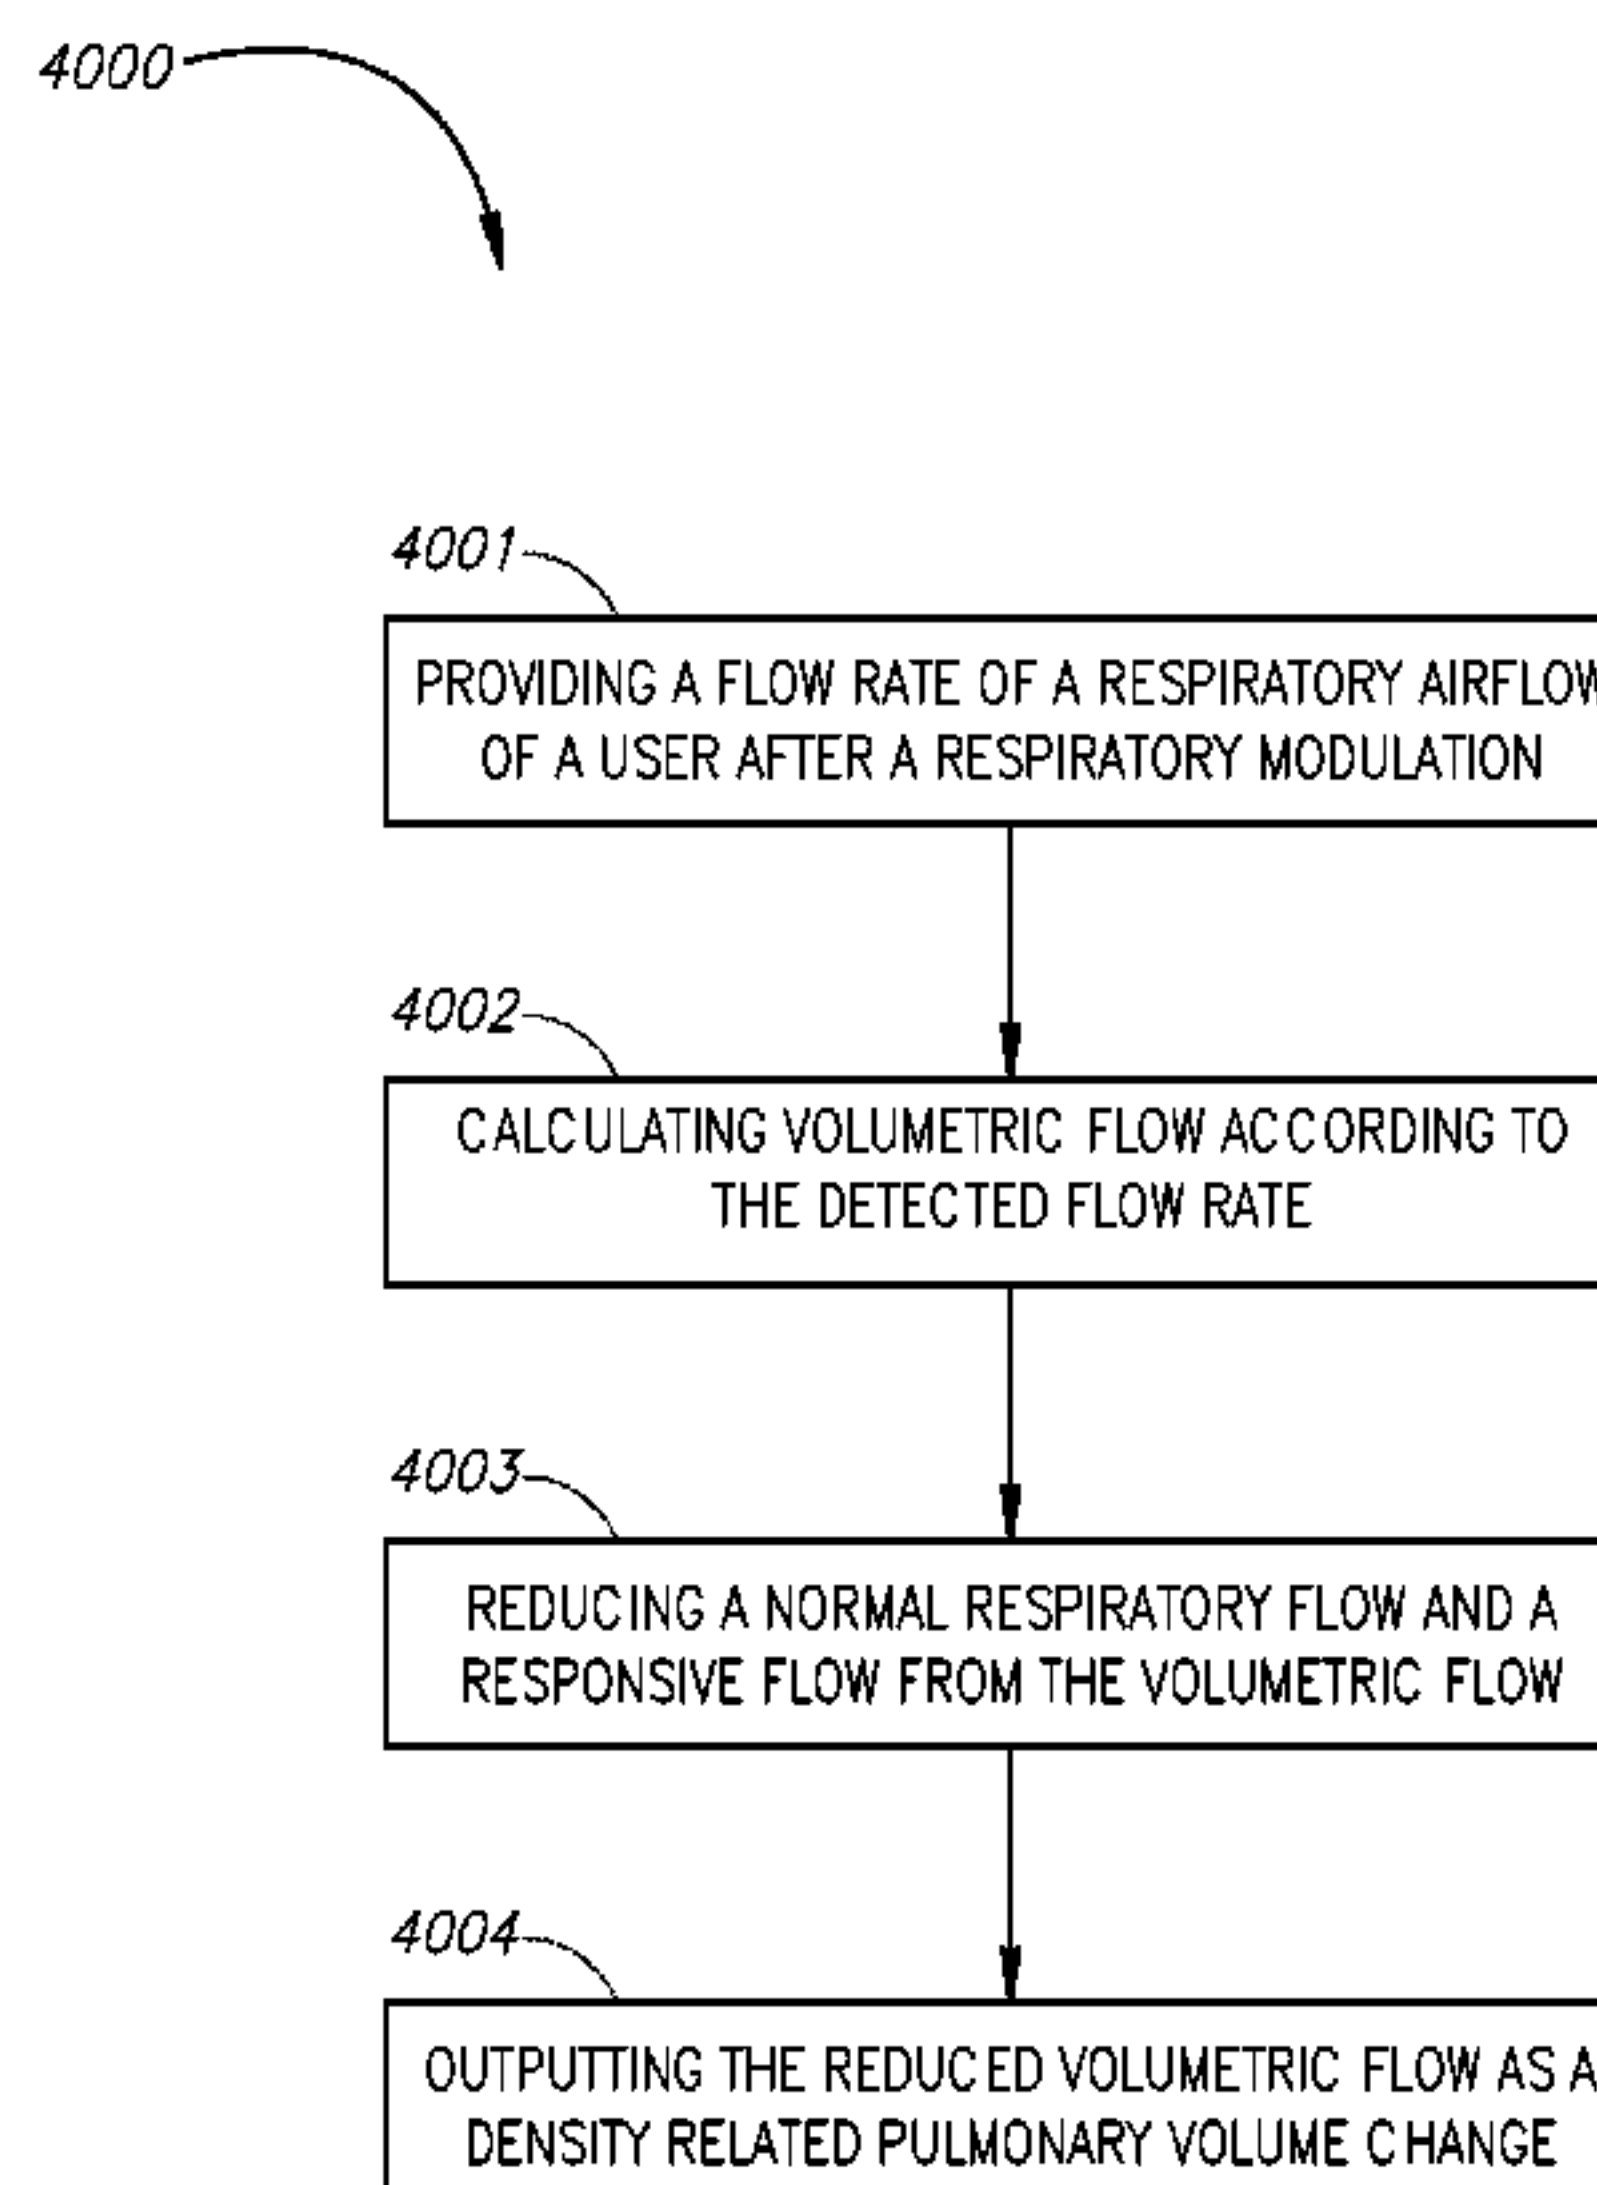 4000
4001
PROVIDING A FLOW RATE OF A RESPIRATORY AIRFLOW
OF A USER AFTER A RESPIRATORY MODULATION
4002
CALCULATING VOLUMETRIC FLOW ACCORDING TO
THE DETECTED FLOW RATE
4003
REDUCING A NORMAL RESPIRATORY FLOW AND A
RESPONSIVE FLOW FROM THE VOLUMETRIC FLOW
4004
OUTPUTTING THE REDUCED VOLUMETRIC FLOW AS A
DENSITY RELATED PULMONARY VOLUME CHANGE